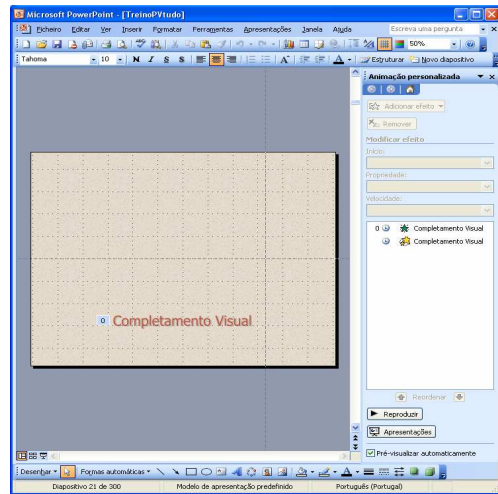 Microsoft PowerPoint - [TreinoPVtudo]
Ficheiro Editar Ver Inserir Formatar Ferramentas Apresentações Janela Ajuda Escreva uma pergunta
50%
Tahoma 10 N I S S Estruturar Novo diapositivo
Animação personalizada
Adicionar efeito
Remover
Modificar efeito
Início:
Propriedade:
Velocidade:
0 Completamento Visual
Completamento Visual
0 Completamento Visual
Reordenar
Reproduzir
Apresentações
Pré-visualizar automaticamente
Desenhar Formas automáticas
Diapositivo 21 de 300 Modelo de apresentação predefinido Português (Portugal)